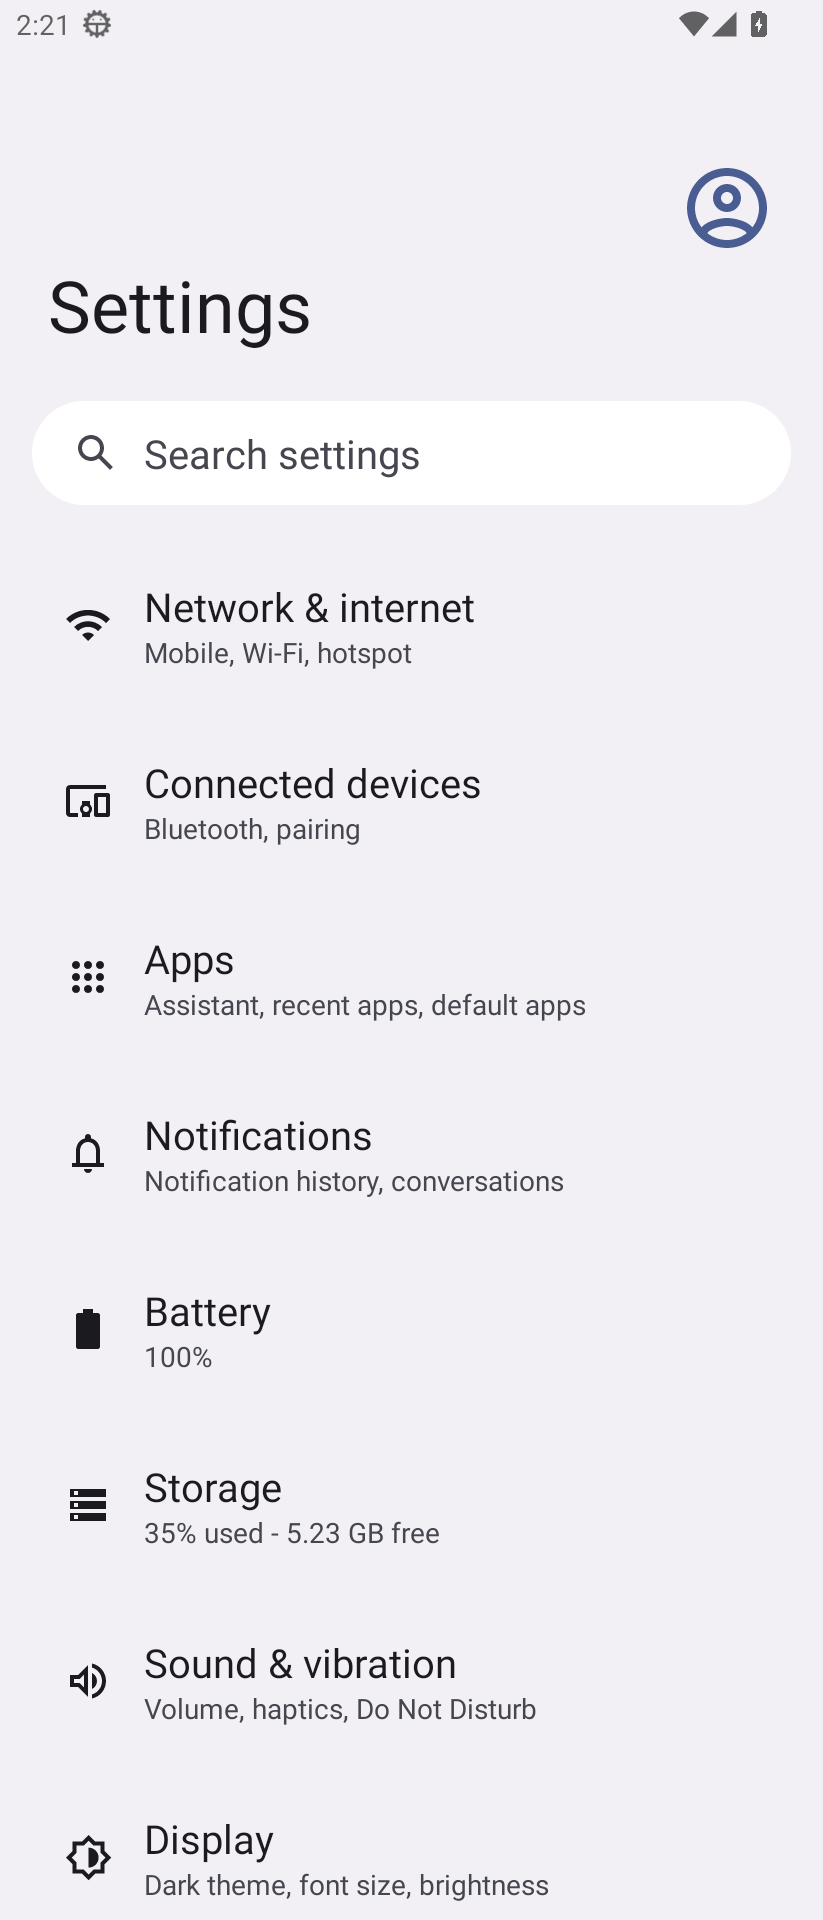 2:21
Settings
Search settings
Network & internet
Mobile, Wi-Fi, hotspot
Connected devices
Bluetooth, pairing
Apps
Assistant, recent apps, default apps
Notifications
Notification history, conversations
Battery
100%
Storage
35% used - 5.23 GB free
Sound & vibration
Volume, haptics, Do Not Disturb
Display
Dark theme, font size, brightness